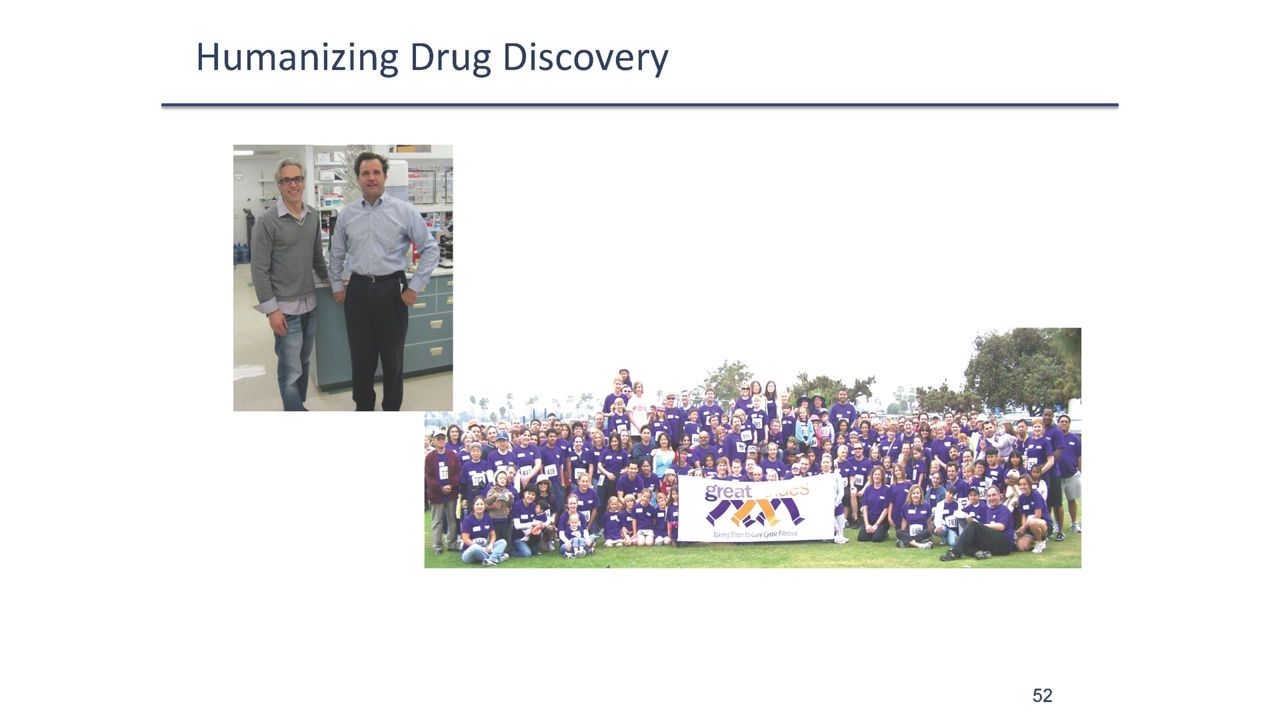 Humanizing Drug Discovery
great
Taking Steps to Cure Cystic Fibrosis
52